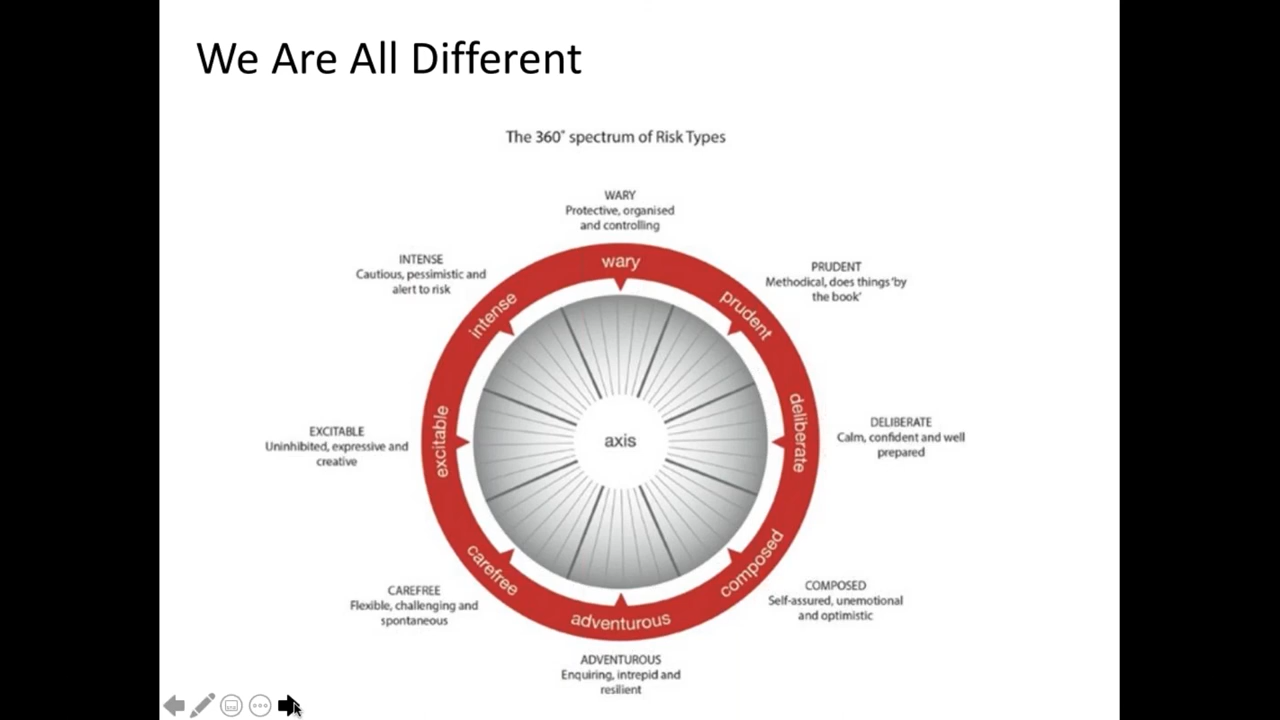 We Are All Different
The 360° spectrum of Risk Types
WARY
Protective, organised
and controlling
INTENSE
Cautious, pessimistic and
alert to risk
PRUDENT
Methodical, does things 'by
the book'
wary
intense
prudent
EXCITABLE
Uninhibited, expressive and
creative
excitable
axis
deliberate
DELIBERATE
Calm, confident and well
prepared
carefree
composed
adventurous
CAREFREE
Flexible, challenging and
spontaneous
COMPOSED
Self-assured, unemotional
and optimistic
ADVENTUROUS
Enquiring, intrepid and
resilient